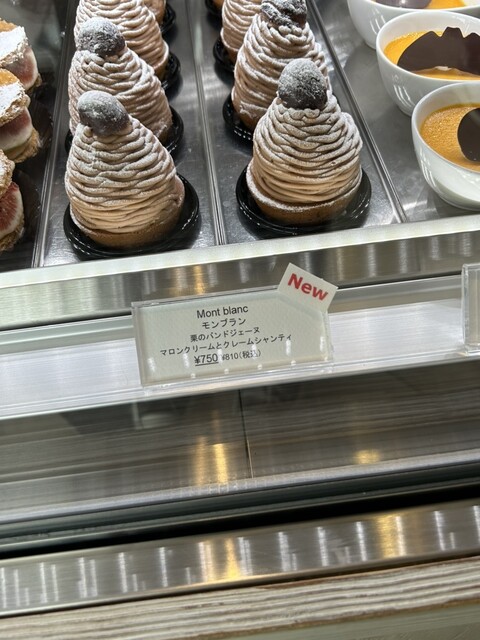 New
Mont blanc
モンブラン
栗のパンドジェーヌ
マロンクリームとクレームシャンティ
¥750 ¥810(税込)